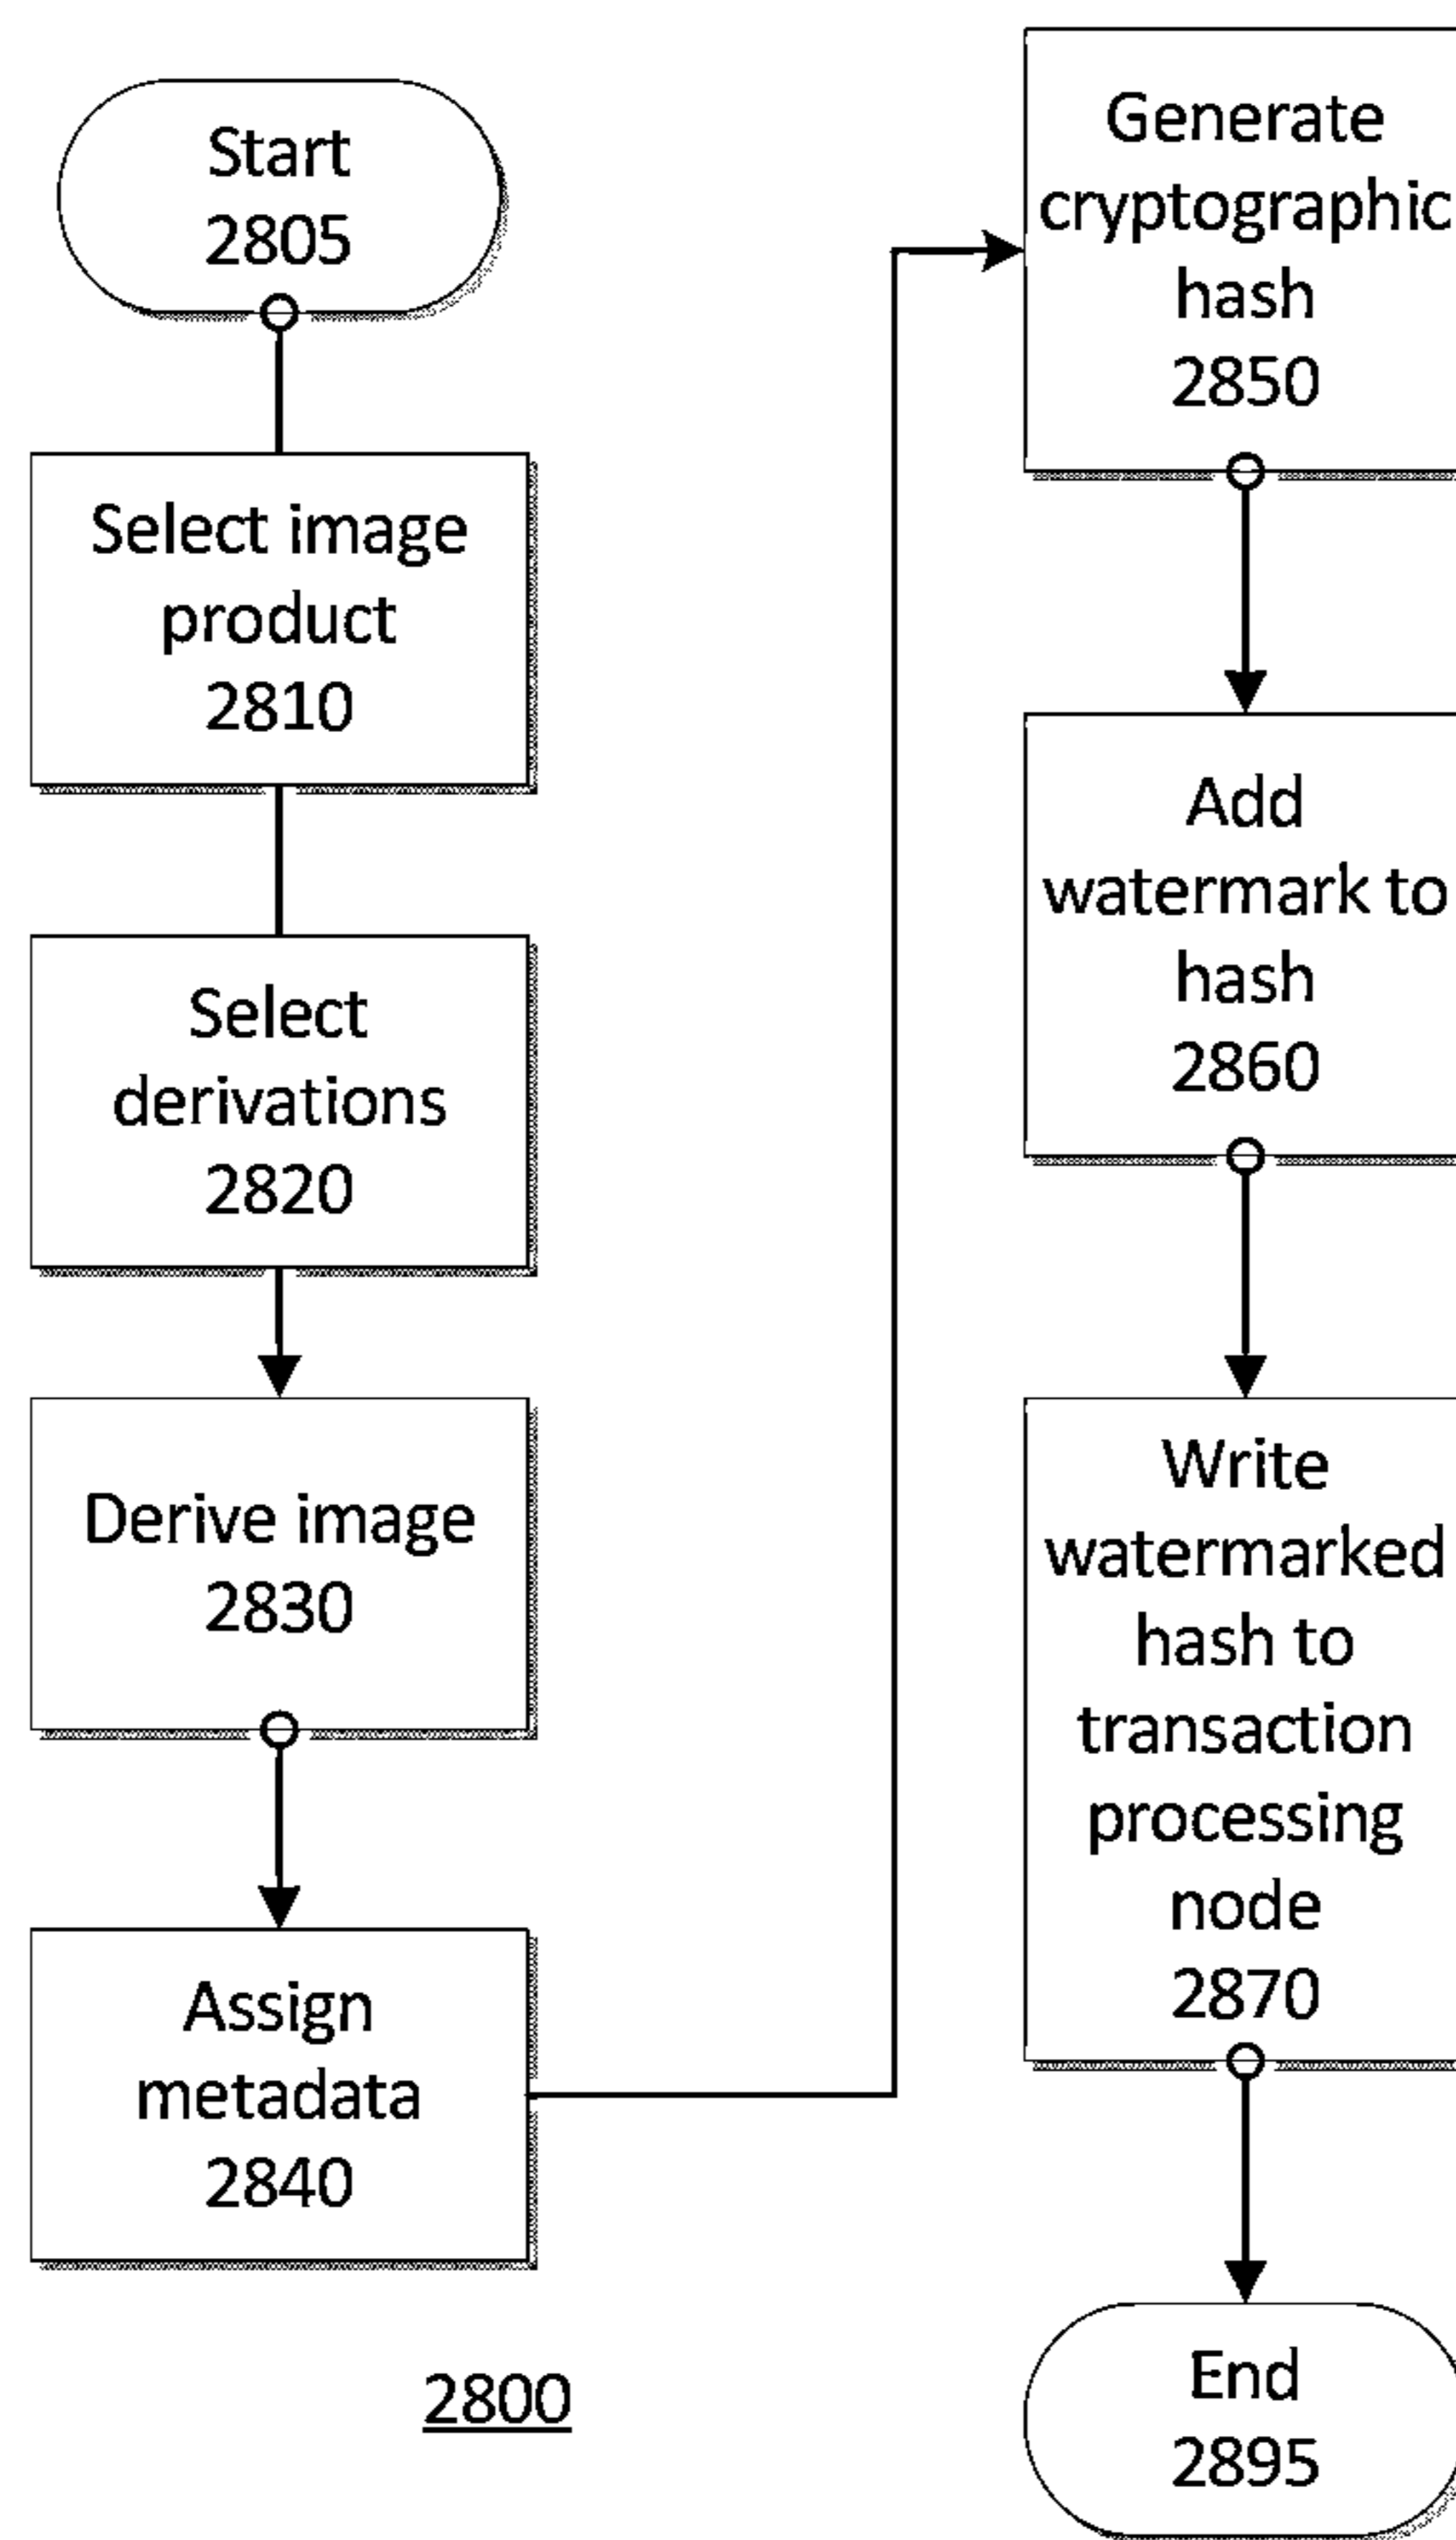 Start
2805
Select image
product
2810
Select
derivations
2820
Derive image
2830
Assign
metadata
2840
2800
Generate
cryptographic
hash
2850
Add
watermark to
hash
2860
Write
watermarked
hash to
transaction
processing
node
2870
End
2895